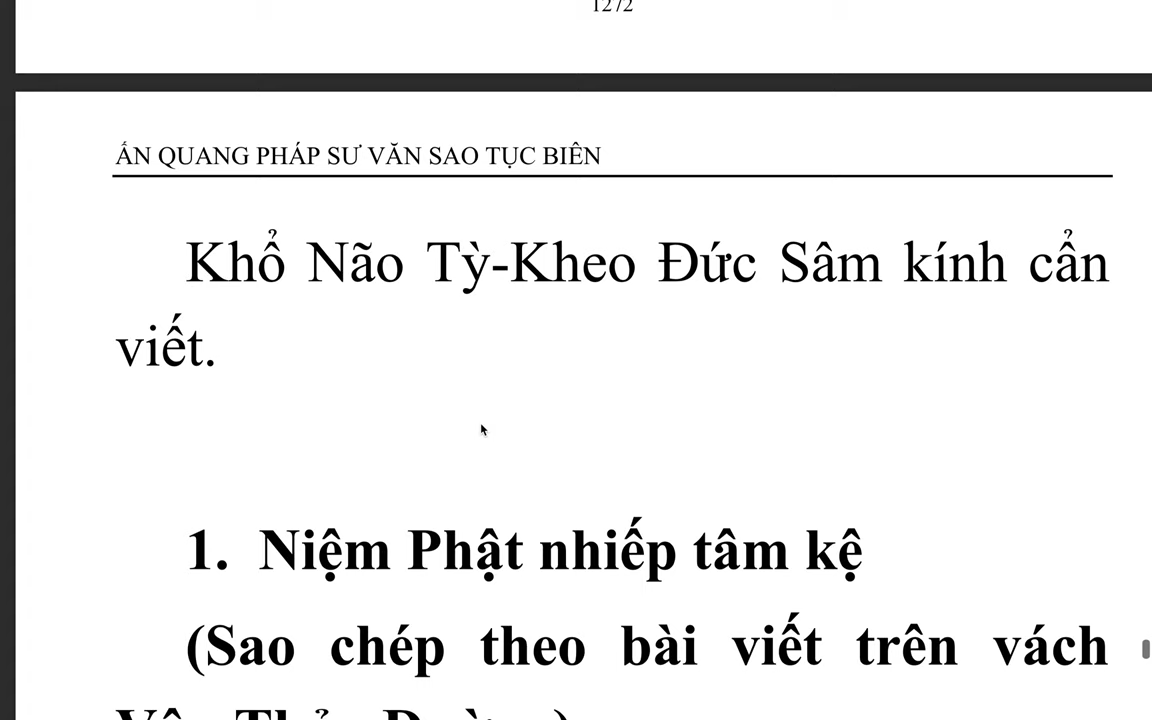 1272
ẤN QUANG PHÁP SƯ VĂN SAO TỤC BIÊN
Khổ Não Tỳ-Kheo Đức Sâm kính cẩn
viết.
1. Niệm Phật nhiếp tâm kệ
(Sao chép theo bài viết trên vách